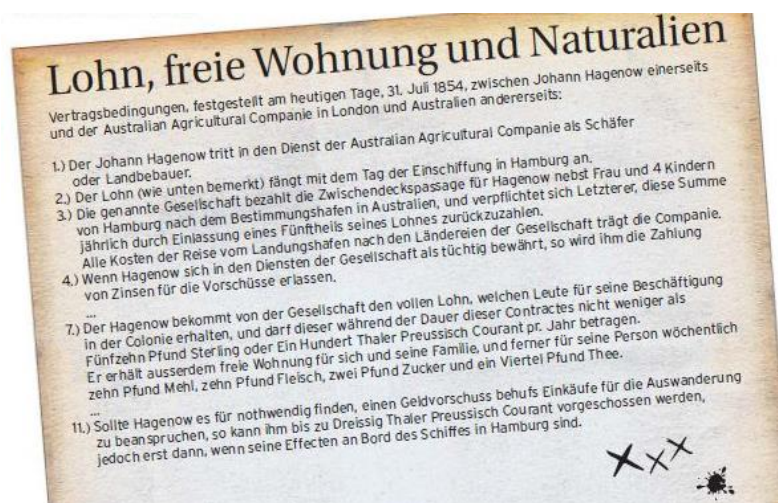 Lohn, freie Wohnung und Naturalien
Vertragsbedingungen, festgestellt am heutigen Tage, 31. Juli 1854, zwischen Johann Hagenow einerseits
und der Australian Agricultural Companie in London und Australien andererseits:
1.) Der Johann Hagenow tritt in den Dienst der Australian Agricultural Companie als Schäfer
oder Landbebauer.
2.) Der Lohn (wie unten bemerkt) fängt mit dem Tag der Einschiffung in Hamburg an.
3.) Die genannte Gesellschaft bezahlt die Zwischendeckspassage für Hagenow nebst Frau und 4 Kindern
von Hamburg nach dem Bestimmungshafen in Australien, und verpflichtet sich Letzterer, diese Summe
jährlich durch Einlassung eines Fünftheils seines Lohnes zurückzuzahlen.
Alle Kosten der Reise vom Landungshafen nach den Ländereien der Gesellschaft trägt die Companie.
4.) Wenn Hagenow sich in den Diensten der Gesellschaft als tüchtig bewährt, so wird ihm die Zahlung
von Zinsen für die Vorschüsse erlassen.
...
7.) Der Hagenow bekommt von der Gesellschaft den vollen Lohn, welchen Leute für seine Beschäftigung
in der Colonie erhalten, und darf dieser während der Dauer dieser Contractes nicht weniger als
Fünfzehn Pfund Sterling oder Ein Hundert Thaler Preussisch Courant pr. Jahr betragen.
Er erhält ausserdem freie Wohnung für sich und seine Familie, und ferner für seine Person wöchentlich
zehn Pfund Mehl, zehn Pfund Fleisch, zwei Pfund Zucker und ein Viertel Pfund Thee.
...
11.) Sollte Hagenow es für nothwendig finden, einen Geldvorschuss behufs Einkäufe für die Auswanderung
zu beanspruchen, so kann ihm bis zu Dreissig Thaler Preussisch Courant vorgeschossen werden,
jedoch erst dann, wenn seine Effecten an Bord des Schiffes in Hamburg sind.
XXX